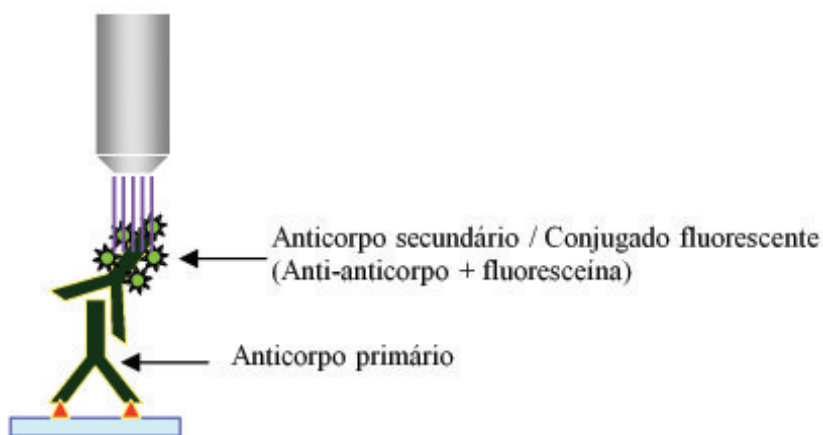 Anticorpo secundário / Conjugado fluorescente
(Anti-anticorpo + fluoresceína)
Anticorpo primário